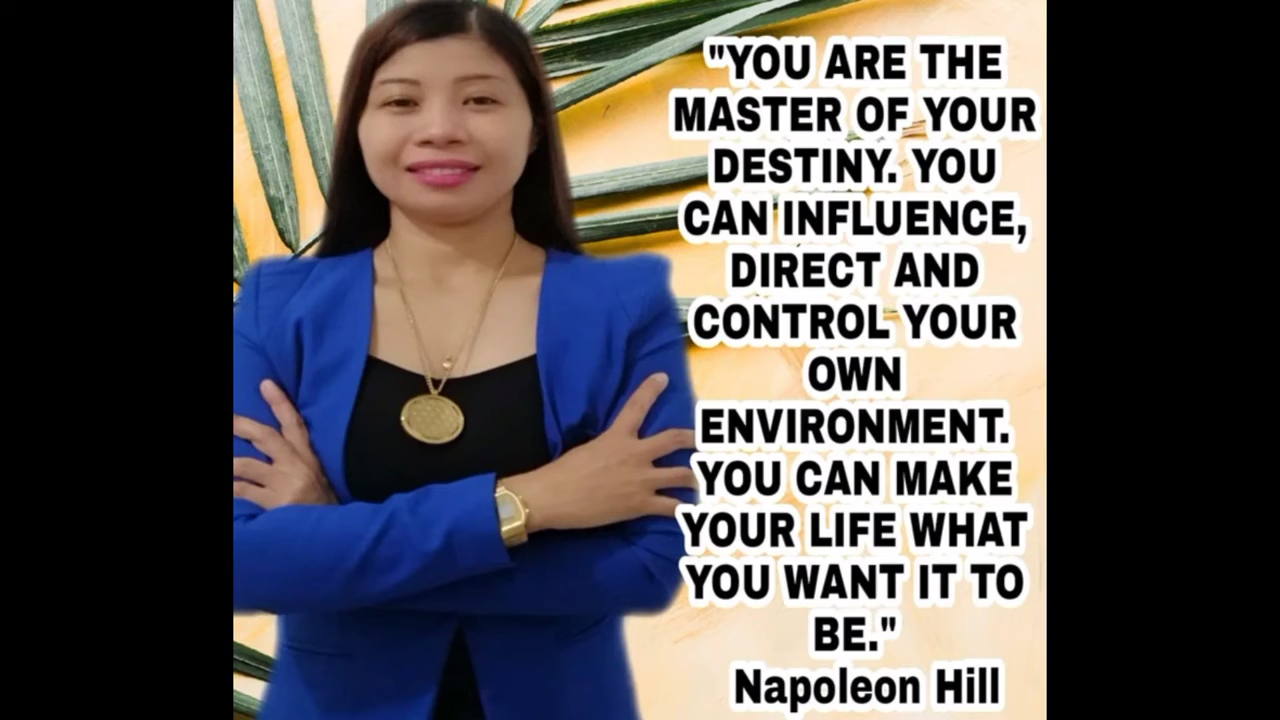 "YOU ARE THE
MASTER OF YOUR
DESTINY. YOU
CAN INFLUENCE,
DIRECT AND
CONTROL YOUR
OWN
ENVIRONMENT.
YOU CAN MAKE
YOUR LIFE WHAT
YOU WANT IT TO
BE."
Napoleon Hill